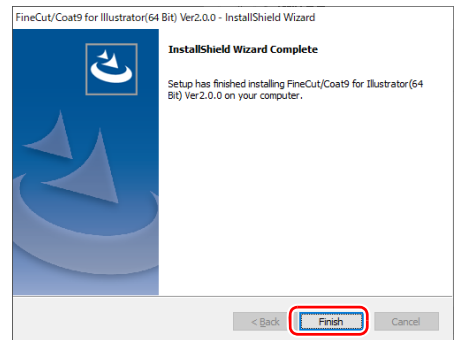 FineCut/Coat9 for Illustrator(64 Bit) Ver2.0.0 - InstallShield Wizard
InstallShield Wizard Complete
Setup has finished installing FineCut/Coat9 for Illustrator(64
Bit) Ver2.0.0 on your computer.
< Back
Finish
Cancel